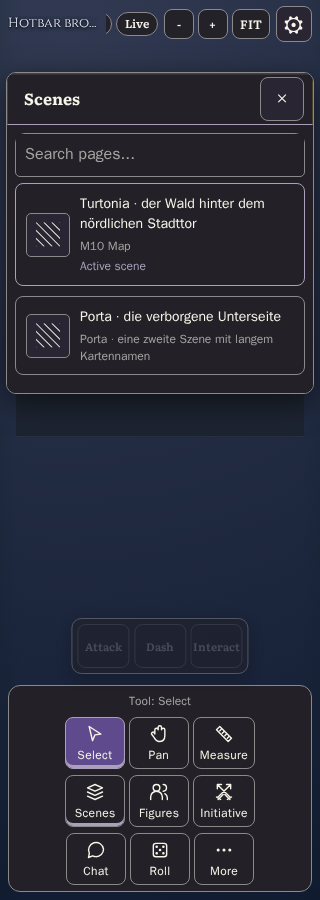 Hotbar bro...
Live
-
+
FIT
Scenes
×
Search pages...
Turtonia · der Wald hinter dem
nördlichen Stadttor
M10 Map
Active scene
Porta · die verborgene Unterseite
Porta · eine zweite Szene mit langem
Kartennamen
Attack
Dash
Interact
Tool: Select
Select
Pan
Measure
Scenes
Figures
Initiative
Chat
Roll
More